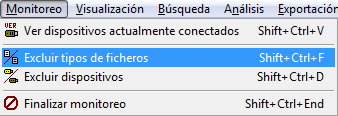 Monitoreo Visualización Búsqueda Análisis Exportación
VER Ver dispositivos actualmente conectados Shift+Ctrl+V
Excluir tipos de ficheros Shift+Ctrl+F
Excluir dispositivos Shift+Ctrl+D
Finalizar monitoreo Shift+Ctrl+End